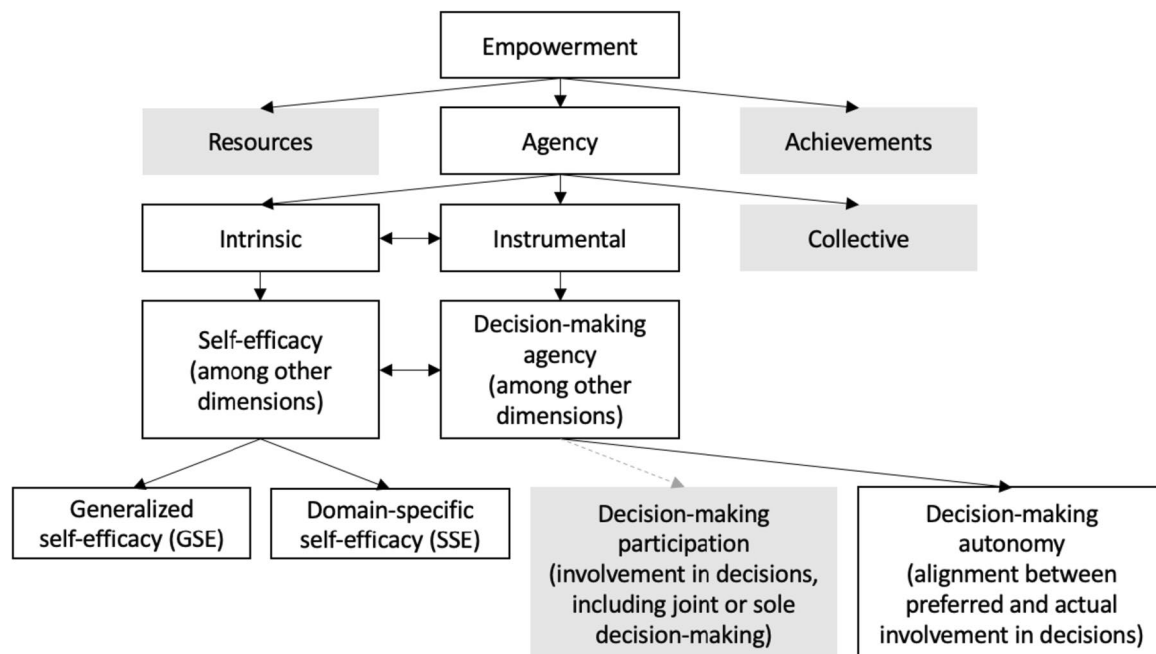 Empowerment
Resources
Agency
Achievements
Intrinsic
Instrumental
Collective
Self-efficacy
(among other
dimensions)
Decision-making
agency
(among other
dimensions)
Generalized
self-efficacy (GSE)
Domain-specific
self-efficacy (SSE)
Decision-making
participation
(involvement in decisions,
including joint or sole
decision-making)
Decision-making
autonomy
(alignment between
preferred and actual
involvement in decisions)